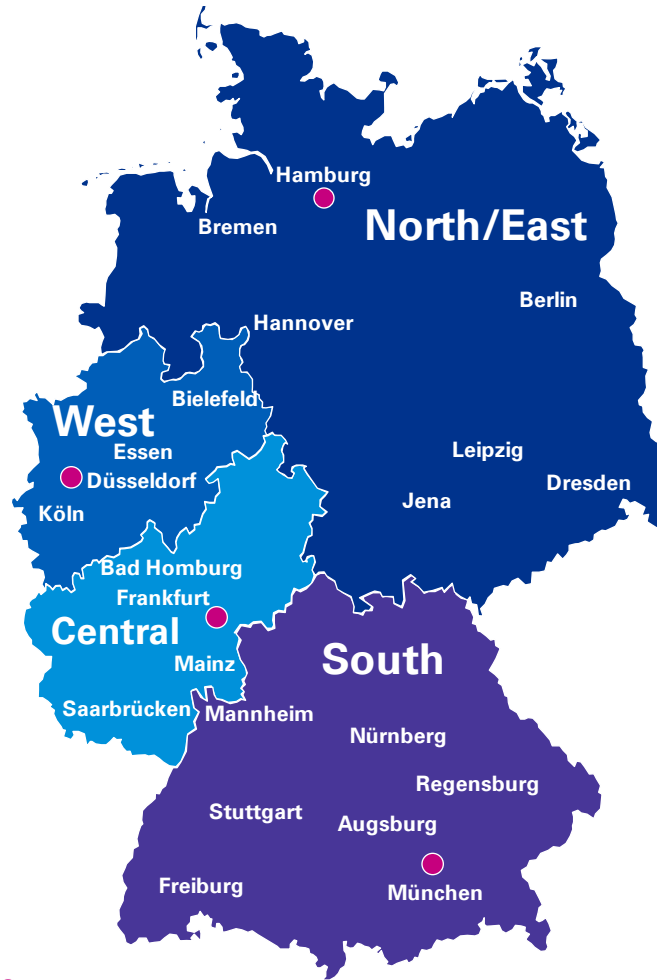 Hamburg
Bremen
North/East
Berlin
Hannover
Bielefeld
West
Essen
Düsseldorf
Leipzig
Dresden
Jena
Köln
Bad Homburg
Frankfurt
Central
Mainz
South
Saarbrücken
Mannheim
Nürnberg
Regensburg
Stuttgart
Augsburg
Freiburg
München